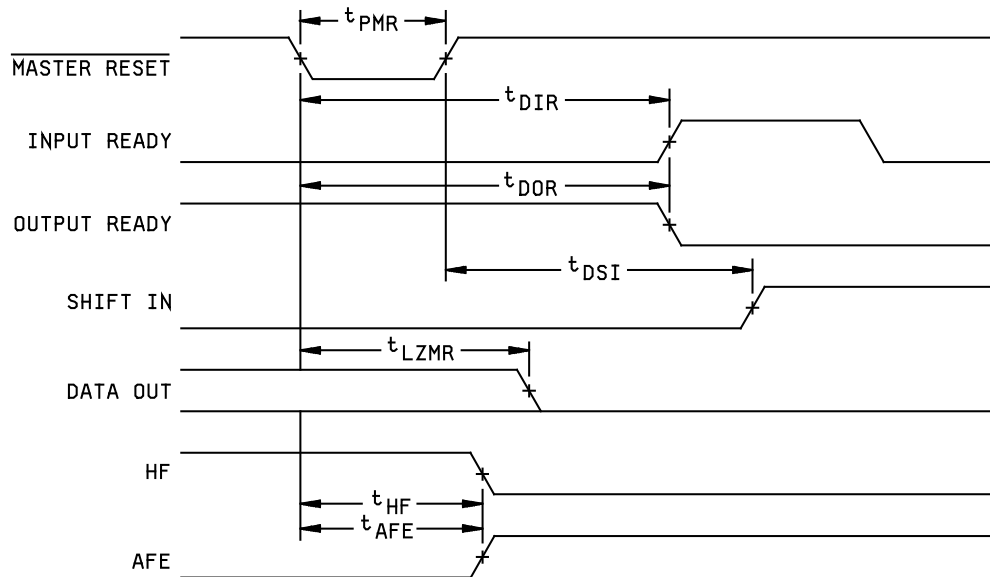 tPMR
MASTER RESET
tDIR
INPUT READY
tDOR
OUTPUT READY
tDSI
SHIFT IN
tLZMR
DATA OUT
HF
tHF
tAFE
AFE